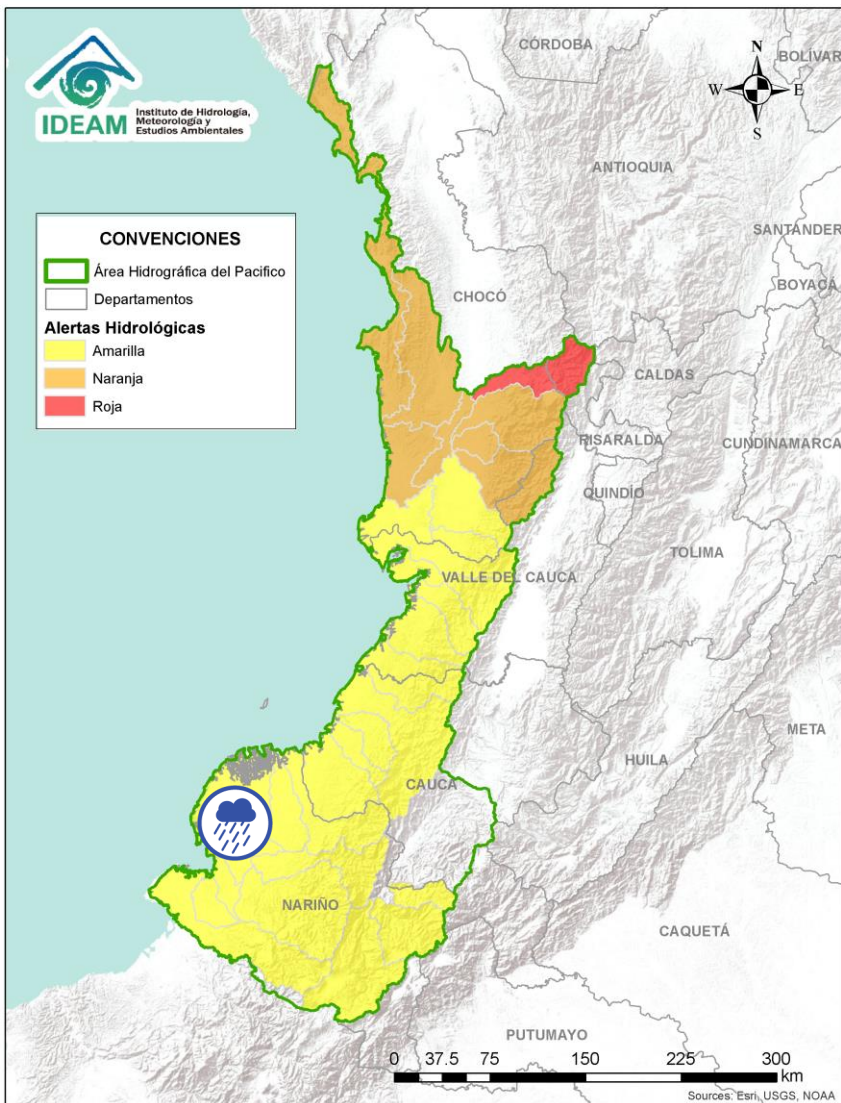 IDEAM
Instituto de Hidrología,
Meteorología y
Estudios Ambientales
CÓRDOBA
BOLÍVAR
N
W
E
S
ANTIOQUIA
SANTANDER
BOYACÁ
CONVENCIONES
Área Hidrográfica del Pacifico
Departamentos
Alertas Hidrológicas
Amarilla
Naranja
Roja
CHOCÓ
CALDAS
RISARALDA
CUNDINAMARCA
QUINDÍO
TOLIMA
VALLE DEL CAUCA
META
HUILA
CAUCA
NARIÑO
CAQUETÁ
PUTUMAYO
0 37.5 75 150 225 300
km
Sources: Esri, USGS, NOAA